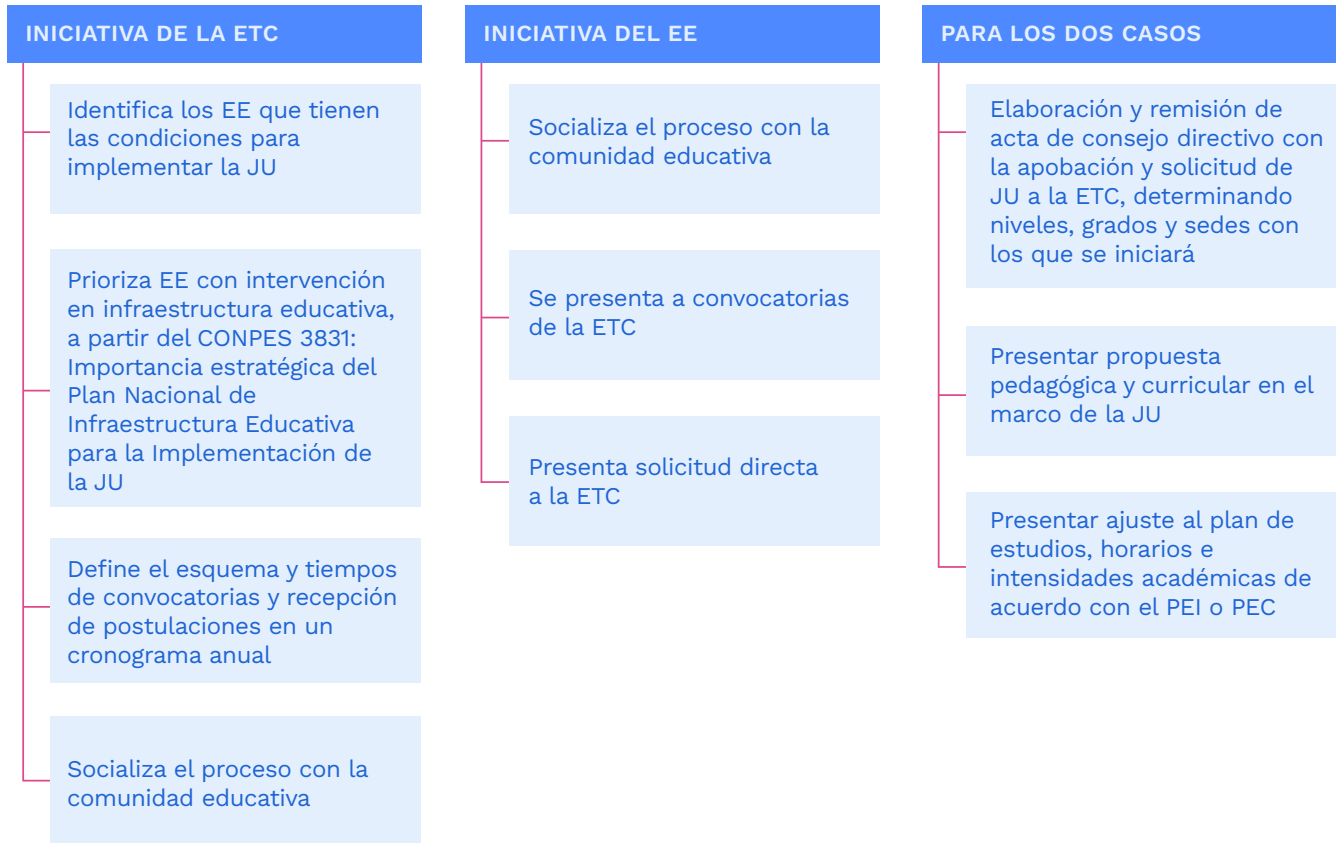 INICIATIVA DE LA ETC
Identifica los EE que tienen
las condiciones para
implementar la JU
Prioriza EE con intervención
en infraestructura educativa,
a partir del CONPES 3831:
Importancia estratégica del
Plan Nacional de
Infraestructura Educativa
para la Implementación de
la JU
Define el esquema y tiempos
de convocatorias y recepción
de postulaciones en un
cronograma anual
Socializa el proceso con la
comunidad educativa
INICIATIVA DEL EE
Socializa el proceso con la
comunidad educativa
Se presenta a convocatorias
de la ETC
Presenta solicitud directa
a la ETC
PARA LOS DOS CASOS
Elaboración y remisión de
acta de consejo directivo con
la apobación y solicitud de
JU a la ETC, determinando
niveles, grados y sedes con
los que se iniciará
Presentar propuesta
pedagógica y curricular en el
marco de la JU
Presentar ajuste al plan de
estudios, horarios e
intensidades académicas de
acuerdo con el PEI o PEC